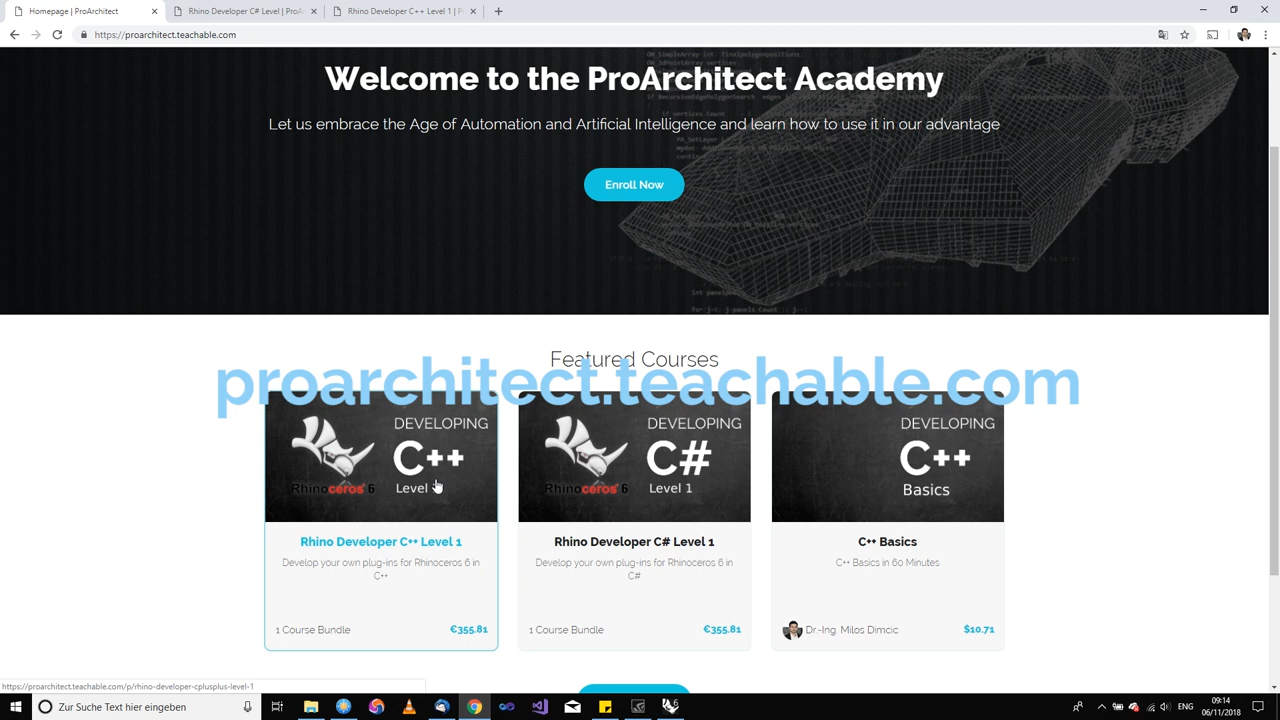 Homepage | ProArchitect
Rhino Developer C# Level | ProA
Rhino Developer C++ Level 1 | P
https://proarchitect.teachable.com
Welcome to the ProArchitect Academy
Let us embrace the Age of Automation and Artificial Intelligence and learn how to use it in our advantage
Enroll Now
Featured Courses
proarchitect.teachable.com
DEVELOPING
C++
Level
Rhinoceros 6
DEVELOPING
C#
Level 1
Rhinoceros 6
DEVELOPING
C++
Basics
Rhino Developer C++ Level 1
Develop your own plug-ins for Rhinoceros 6 in
C++
1 Course Bundle
€355.81
Rhino Developer C# Level 1
Develop your own plug-ins for Rhinoceros 6 in
C#
1 Course Bundle
€355.81
C++ Basics
C++ Basics in 60 Minutes
Dr.-Ing. Milos Dimcic
$10.71
https://proarchitect.teachable.com/p/rhino-developer-cplusplus-level-1
Zur Suche Text hier eingeben
ENG
09:14
06/11/2018